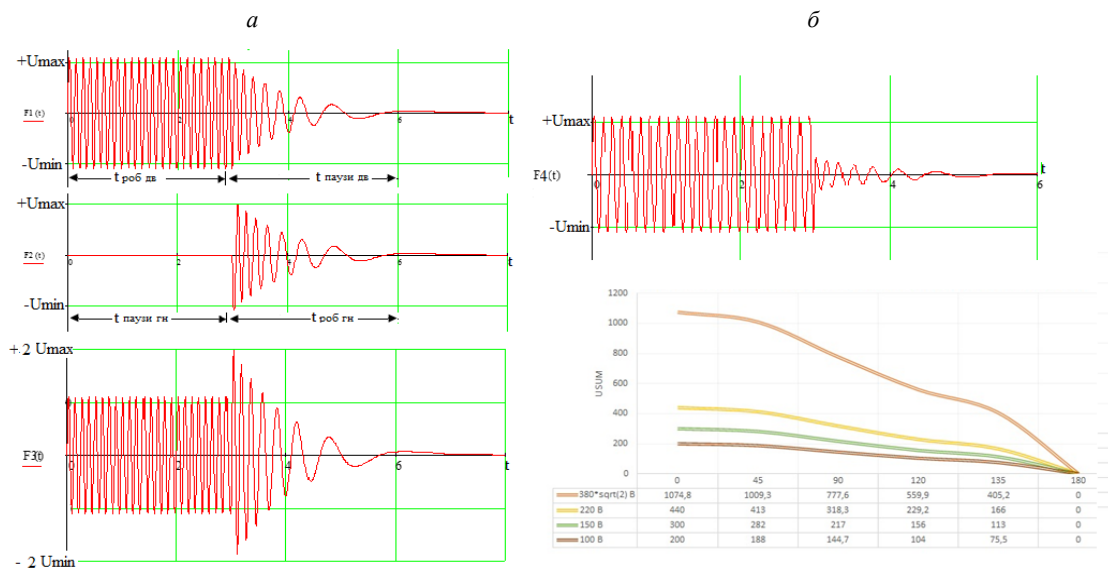 а
б
+Umax
F1(t)
0 2 4 6 t
-Umin
t роб дв t паузи дв
+Umax
F2(t)
0 2 4 6 t
-Umin
t паузи гн t роб гн
+.2 Umax
0
F3(t)
0 2 4 6 t
- 2 Umin
+Umax
F4(t)
0 2 4 6
t
-Umin
1200
1000
800
600
400
200
0
USUM
0 45 90 120 135 180
380*sqrt(2) В 1074,8 1009,3 777,6 559,9 405,2 0
220 В 440 413 318,3 229,2 166 0
150 В 300 282 217 156 113 0
100 В 200 188 144,7 104 75,5 0